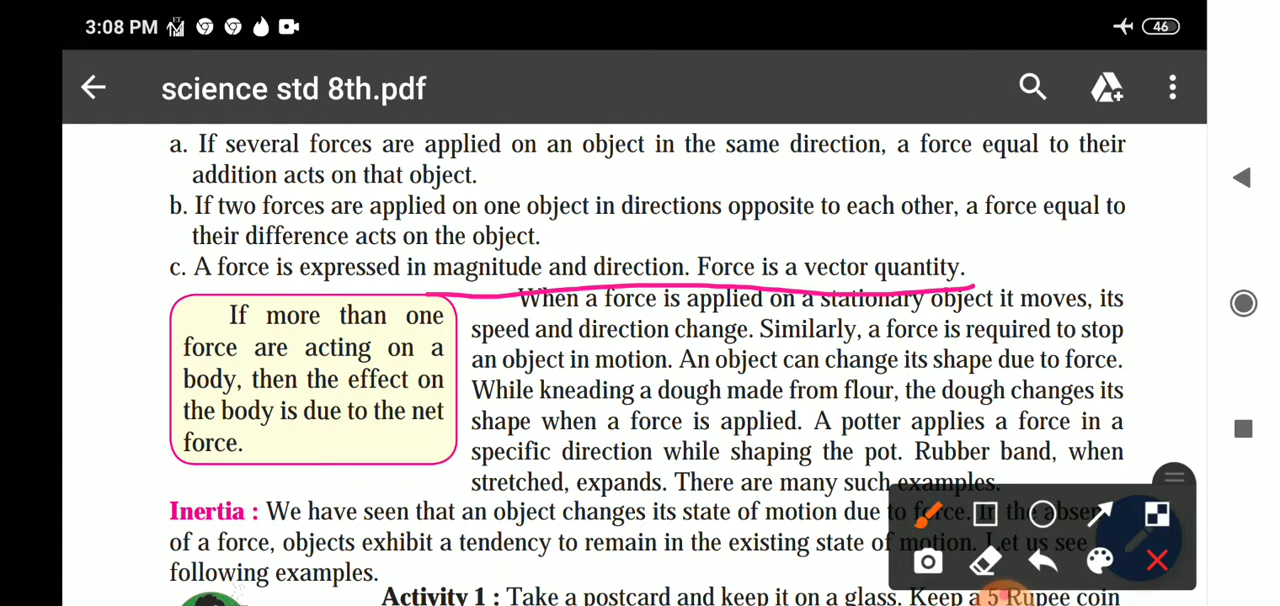 3:08 PM
46
science std 8th.pdf
a. If several forces are applied on an object in the same direction, a force equal to their
addition acts on that object.
b. If two forces are applied on one object in directions opposite to each other, a force equal to
their difference acts on the object.
c. A force is expressed in magnitude and direction. Force is a vector quantity.
If more than one
force are acting on a
body, then the effect on
the body is due to the net
force.
When a force is applied on a stationary object it moves, its
speed and direction change. Similarly, a force is required to stop
an object in motion. An object can change its shape due to force.
While kneading a dough made from flour, the dough changes its
shape when a force is applied. A potter applies a force in a
specific direction while shaping the pot. Rubber band, when
stretched, expands. There are many such examples.
Inertia : We have seen that an object changes its state of motion due to force. In the
of a force, objects exhibit a tendency to remain in the existing state of motion. Let us see
following examples.
Activity 1 : Take a postcard and keep it on a glass. Keep a 5 Rupee coin